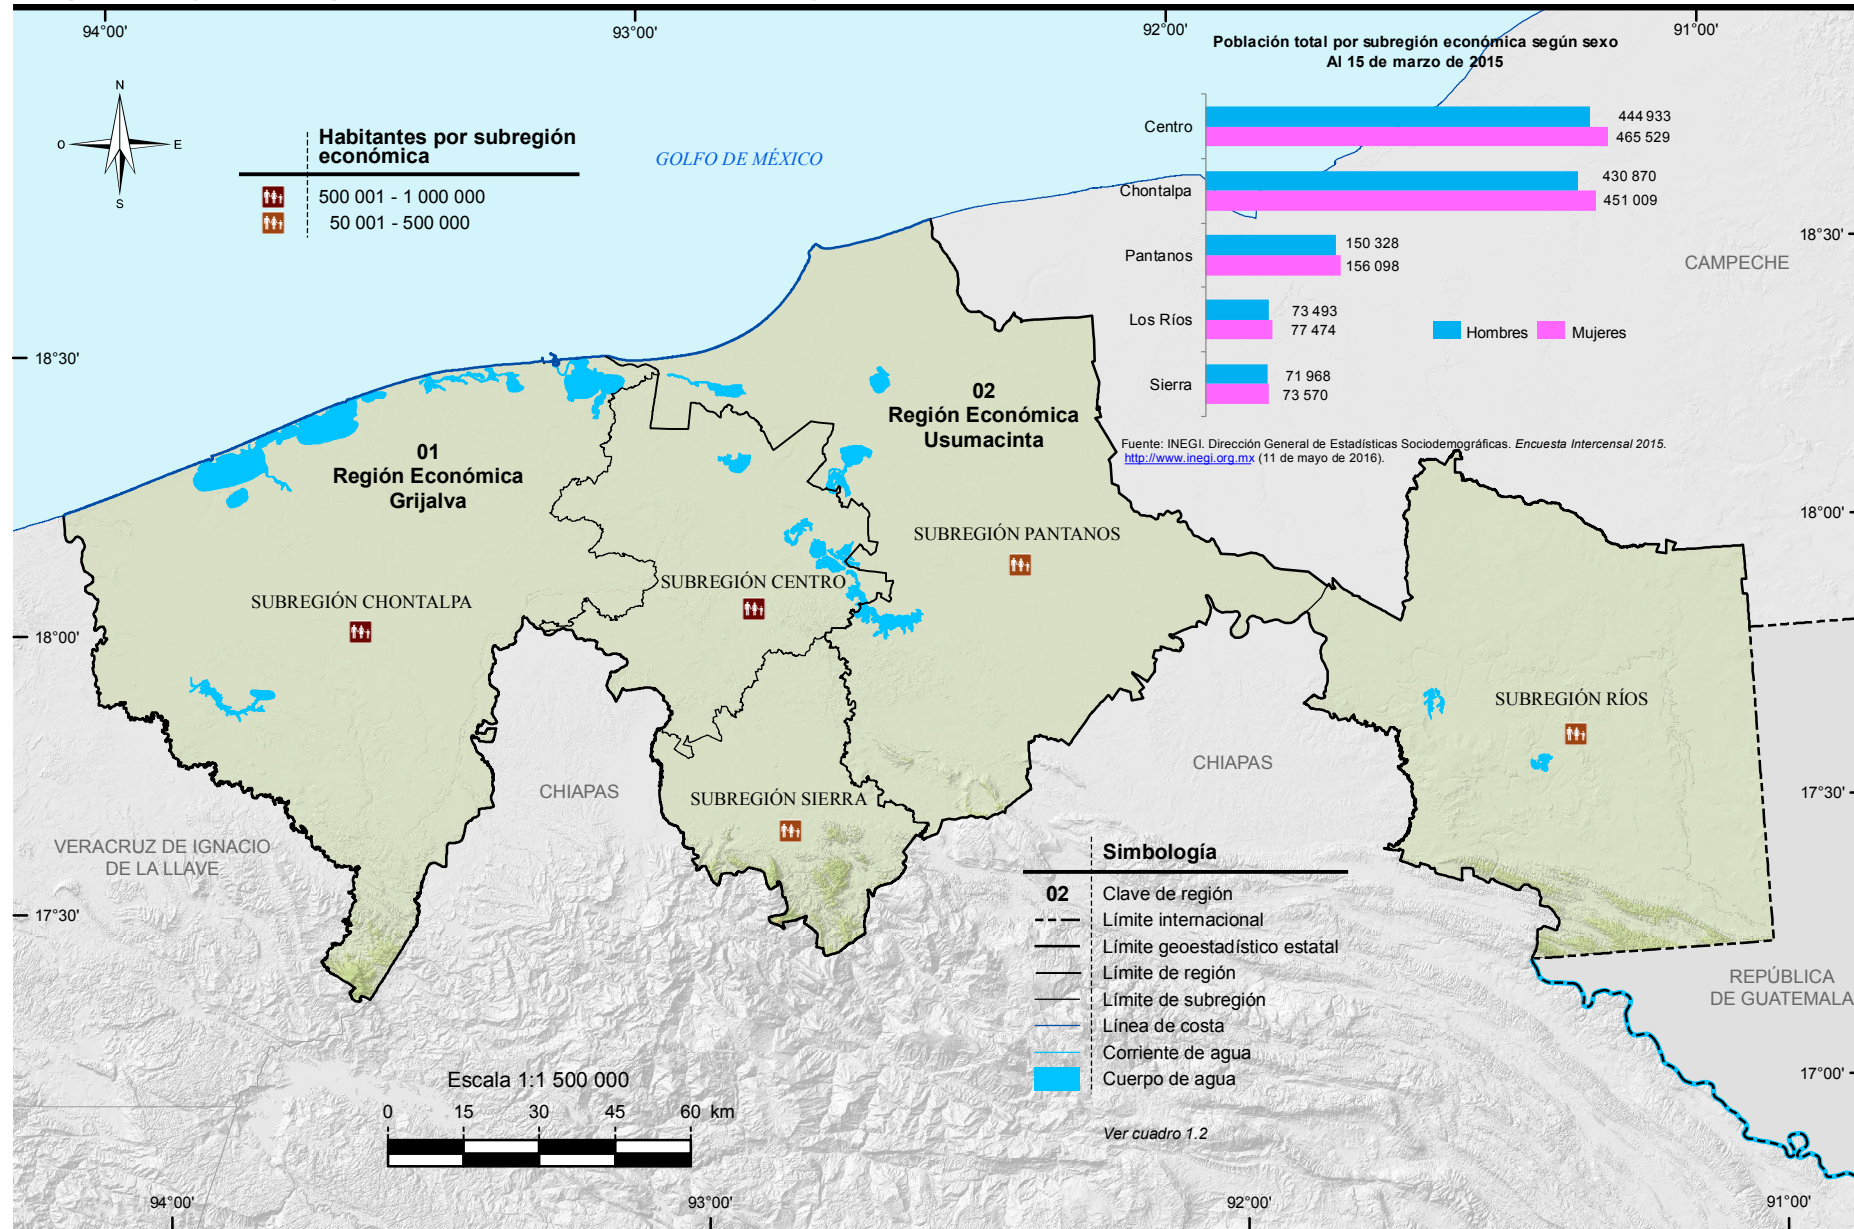 94°00'
93°00'
92°00'
91°00'
Población total por subregión económica según sexo
Al 15 de marzo de 2015
N
O
E
S
Habitantes por subregión
económica
500 001 - 1 000 000
50 001 - 500 000
GOLFO DE MÉXICO
Centro
444 933
465 529
Chontalpa
430 870
451 009
Pantanos
150 328
156 098
Los Ríos
73 493
77 474
Hombres
Mujeres
Sierra
71 968
73 570
Fuente: INEGI. Dirección General de Estadísticas Sociodemográficas. Encuesta Intercensal 2015.
http://www.inegi.org.mx (11 de mayo de 2016).
18°30'
CAMPECHE
18°30'
02
Región Económica
Usumacinta
01
Región Económica
Grijalva
18°00'
SUBREGIÓN PANTANOS
SUBREGIÓN CENTRO
SUBREGIÓN CHONTALPA
18°00'
SUBREGIÓN RÍOS
CHIAPAS
CHIAPAS
SUBREGIÓN SIERRA
17°30'
VERACRUZ DE IGNACIO
DE LA LLAVE
17°30'
Simbología
02 Clave de región
Límite internacional
Límite geoestadístico estatal
Límite de región
Límite de subregión
Línea de costa
Corriente de agua
Cuerpo de agua
Ver cuadro 1.2
REPÚBLICA
DE GUATEMALA
17°00'
Escala 1:1 500 000
0 15 30 45 60 km
94°00'
93°00'
92°00'
91°00'